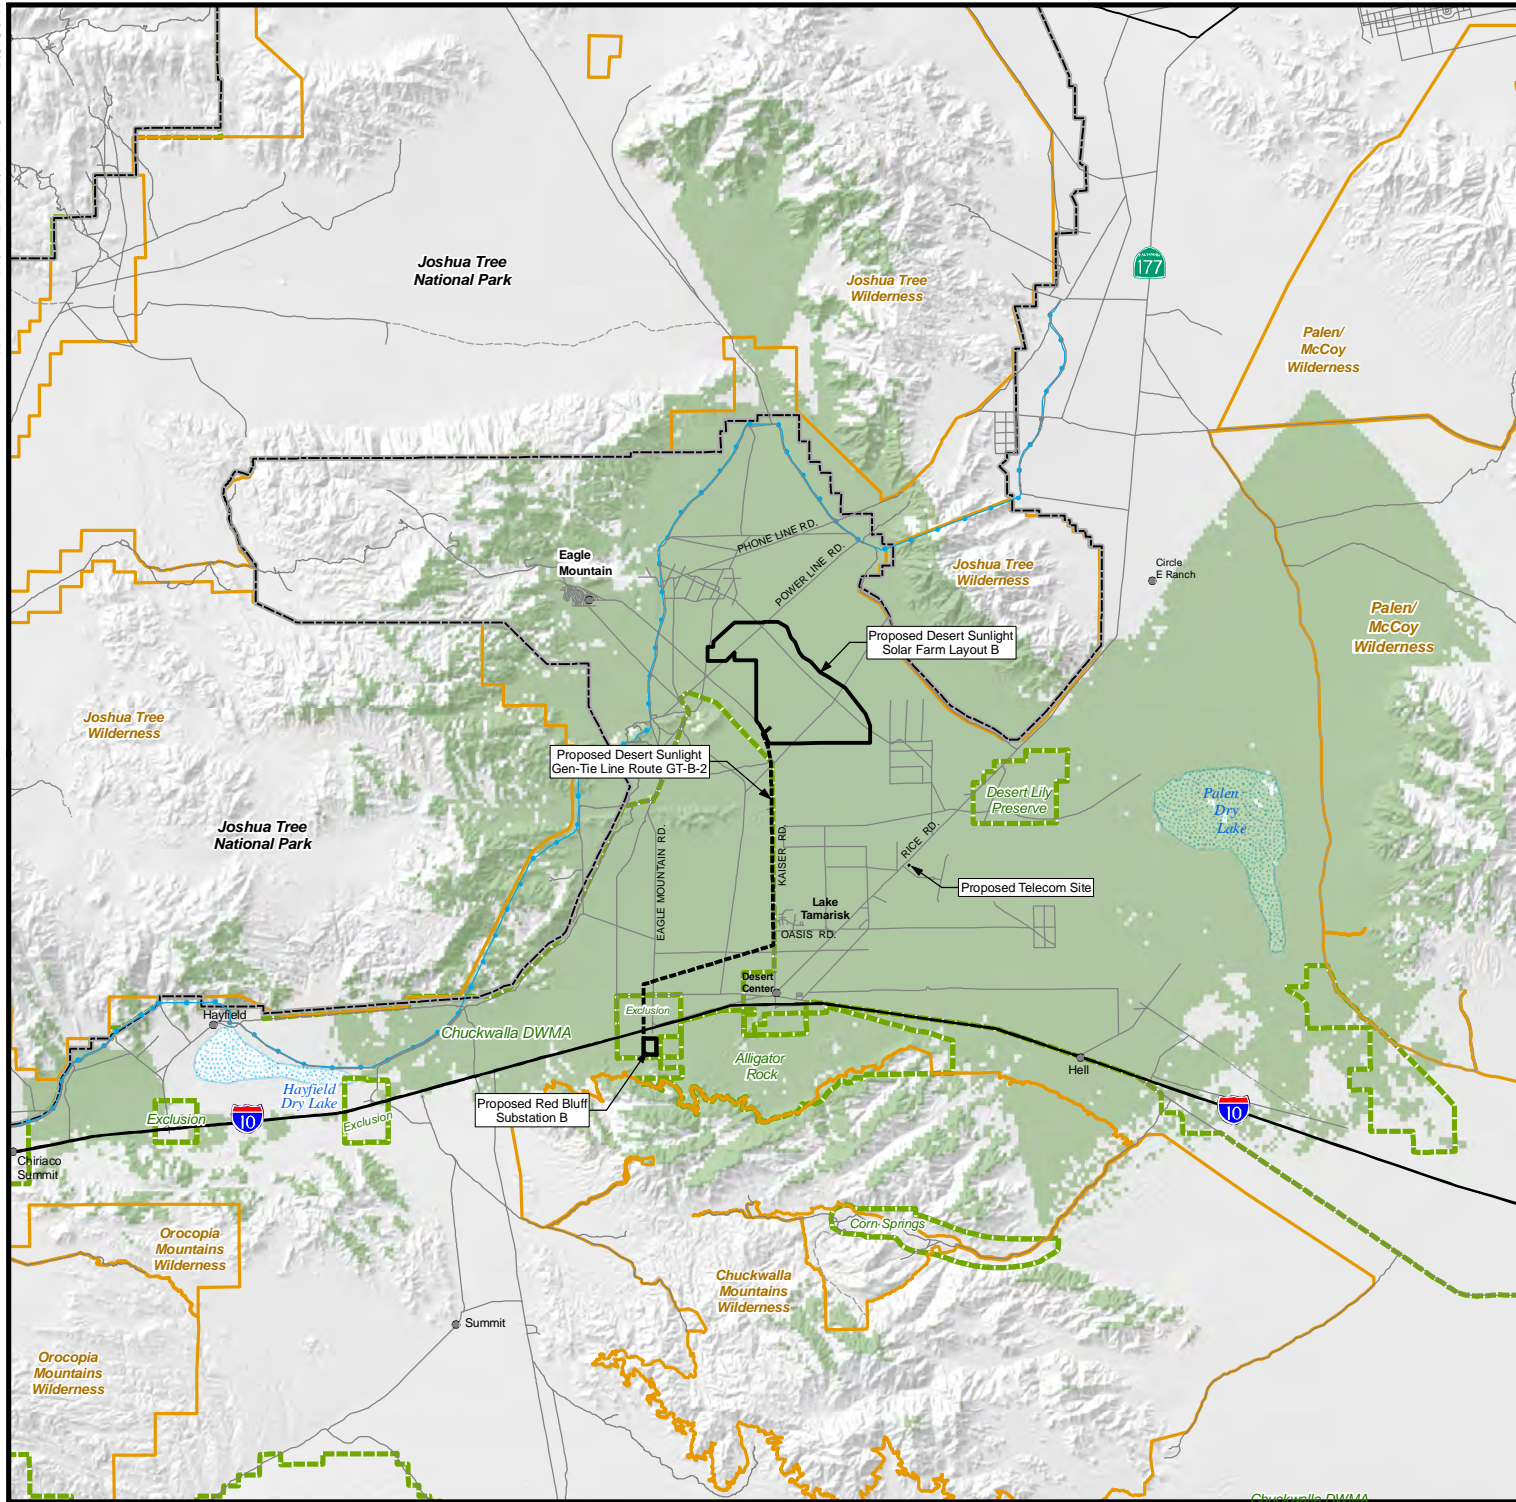 Joshua Tree
National Park
Joshua Tree
Wilderness
CALIFORNIA
177
Palen/
McCoy
Wilderness
PHONE LINE RD.
POWER LINE RD.
Eagle
Mountain
Joshua Tree
Wilderness
Circle
E Ranch
Palen/
McCoy
Wilderness
Proposed Desert Sunlight
Solar Farm Layout B
Joshua Tree
Wilderness
Proposed Desert Sunlight
Gen-Tie Line Route GT-B-2
Desert Lily
Preserve
Palen
Dry
Lake
Joshua Tree
National Park
EAGLE MOUNTAIN RD.
KAISER RD.
RICE RD.
Proposed Telecom Site
Lake
Tamarisk
OASIS RD.
Desert
Center
Exclusion
Hayfield
Chuckwalla DWMA
Alligator
Rock
Hell
Hayfield
Dry Lake
Proposed Red Bluff
Substation B
Exclusion
10
Exclusion
10
Chiriaco
Summit
Corn Springs
Orocopia
Mountains
Wilderness
Chuckwalla
Mountains
Wilderness
Summit
Orocopia
Mountains
Wilderness
Chuckwalla DWMA